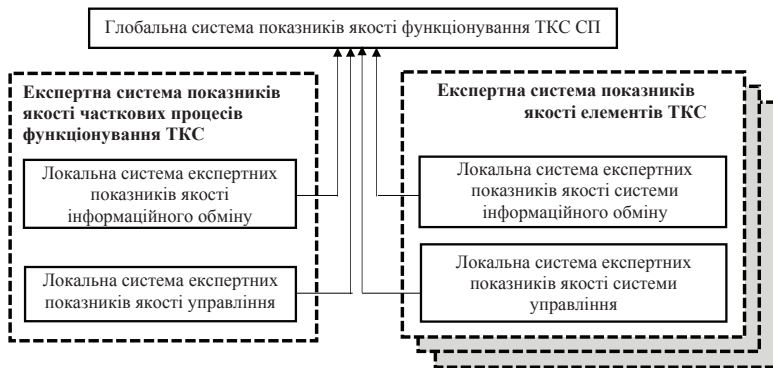 Глобальна система показників якості функціонування ТКС СП
Експертна система показників
якості часткових процесів
функціонування ТКС
Локальна система експертних
показників якості
інформаційного обміну
Локальна система експертних
показників якості управління
Експертна система показників
якості елементів ТКС
Локальна система експертних
показників якості системи
інформаційного обміну
Локальна система експертних
показників якості системи
управління